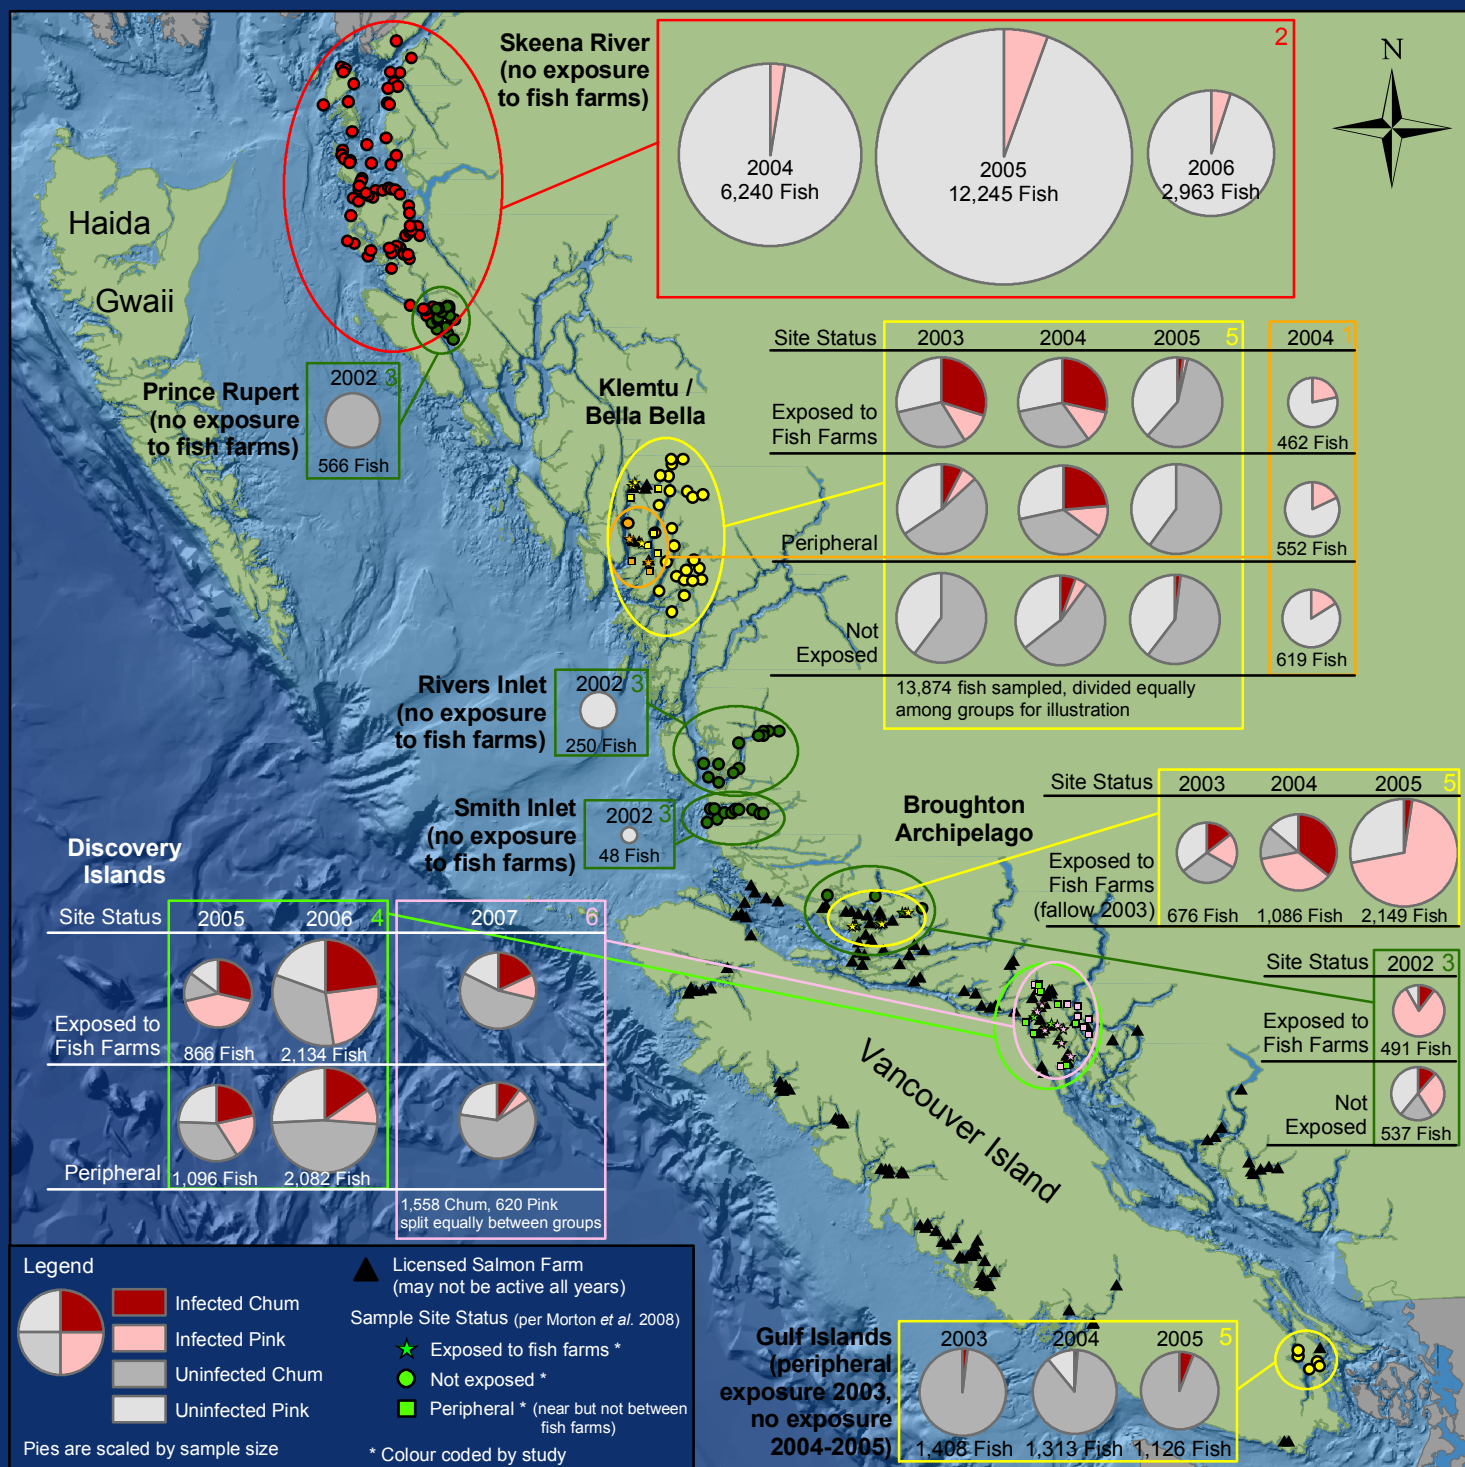 Skeena River
(no exposure
to fish farms)
2
2004
6,240 Fish
2005
12,245 Fish
2006
2,963 Fish
N
Haida
Gwaii
Prince Rupert
(no exposure
to fish farms)
2002 3
566 Fish
Klemtu /
Bella Bella
Site Status 2003 2004 2005 5 2004 1
Exposed to
Fish Farms
462 Fish
Peripheral
552 Fish
Not
Exposed
619 Fish
13,874 fish sampled, divided equally
among groups for illustration
Rivers Inlet
(no exposure
to fish farms)
2002 3
250 Fish
Smith Inlet
(no exposure
to fish farms)
2002 3
48 Fish
Broughton
Archipelago
Site Status 2003 2004 2005 5
Exposed to
Fish Farms
(fallow 2003)
676 Fish 1,086 Fish 2,149 Fish
Site Status 2002 3
Exposed to
Fish Farms
491 Fish
Not
Exposed
537 Fish
Discovery
Islands
Site Status 2005 2006 4 2007 6
Exposed to
Fish Farms
866 Fish 2,134 Fish
Peripheral
1,096 Fish 2,082 Fish
1,558 Chum, 620 Pink
split equally between groups
Vancouver Island
Legend
Infected Chum
Infected Pink
Uninfected Chum
Uninfected Pink
Pies are scaled by sample size
Licensed Salmon Farm
(may not be active all years)
Sample Site Status (per Morton et al. 2008)
Exposed to fish farms *
Not exposed *
Peripheral * (near but not between
fish farms)
* Colour coded by study
Gulf Islands
(peripheral
exposure 2003,
no exposure
2004-2005)
2003 2004 2005 5
1,408 Fish 1,313 Fish 1,126 Fish